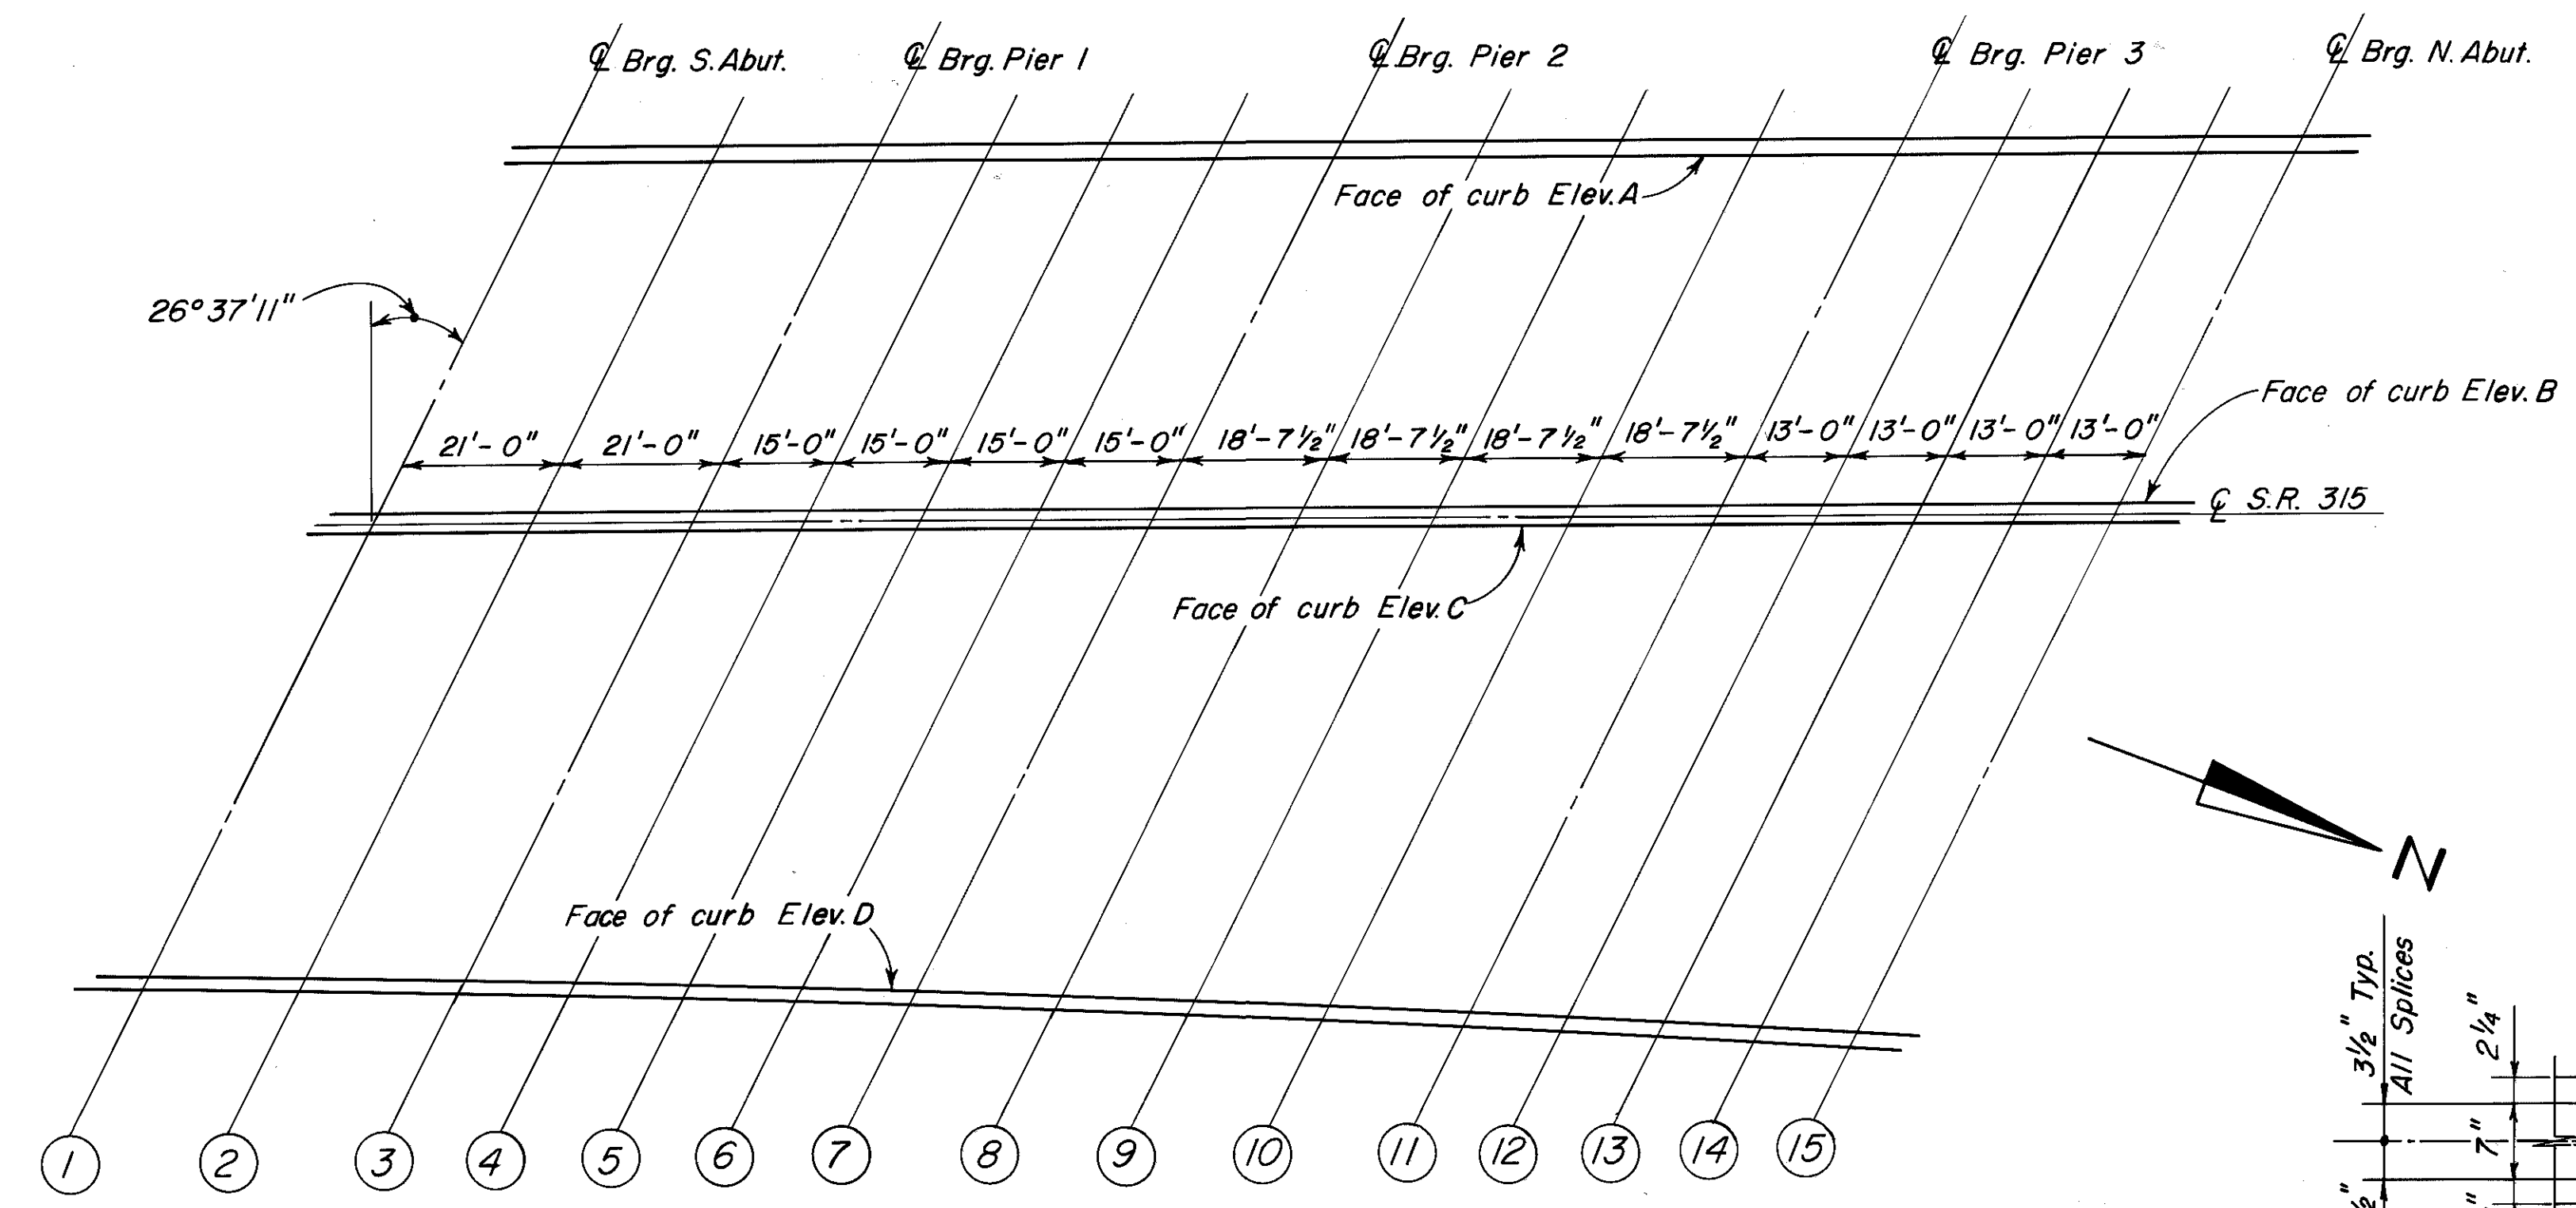 ℄ Brg. S. Abut.
℄ Brg. Pier 1
℄ Brg. Pier 2
℄ Brg. Pier 3
℄ Brg. N. Abut.
Face of curb Elev. A
26°37'11"
Face of curb Elev. B
21'-0" 21'-0" 15'-0" 15'-0" 15'-0" 15'-0" 18'-7½" 18'-7½" 18'-7½" 18'-7½" 13'-0" 13'-0" 13'-0" 13'-0"
℄ S.R. 315
Face of curb Elev. C
N
Face of curb Elev. D
3½" Typ.
All Splices
2¼"
7"
1 2 3 4 5 6 7 8 9 10 11 12 13 14 15